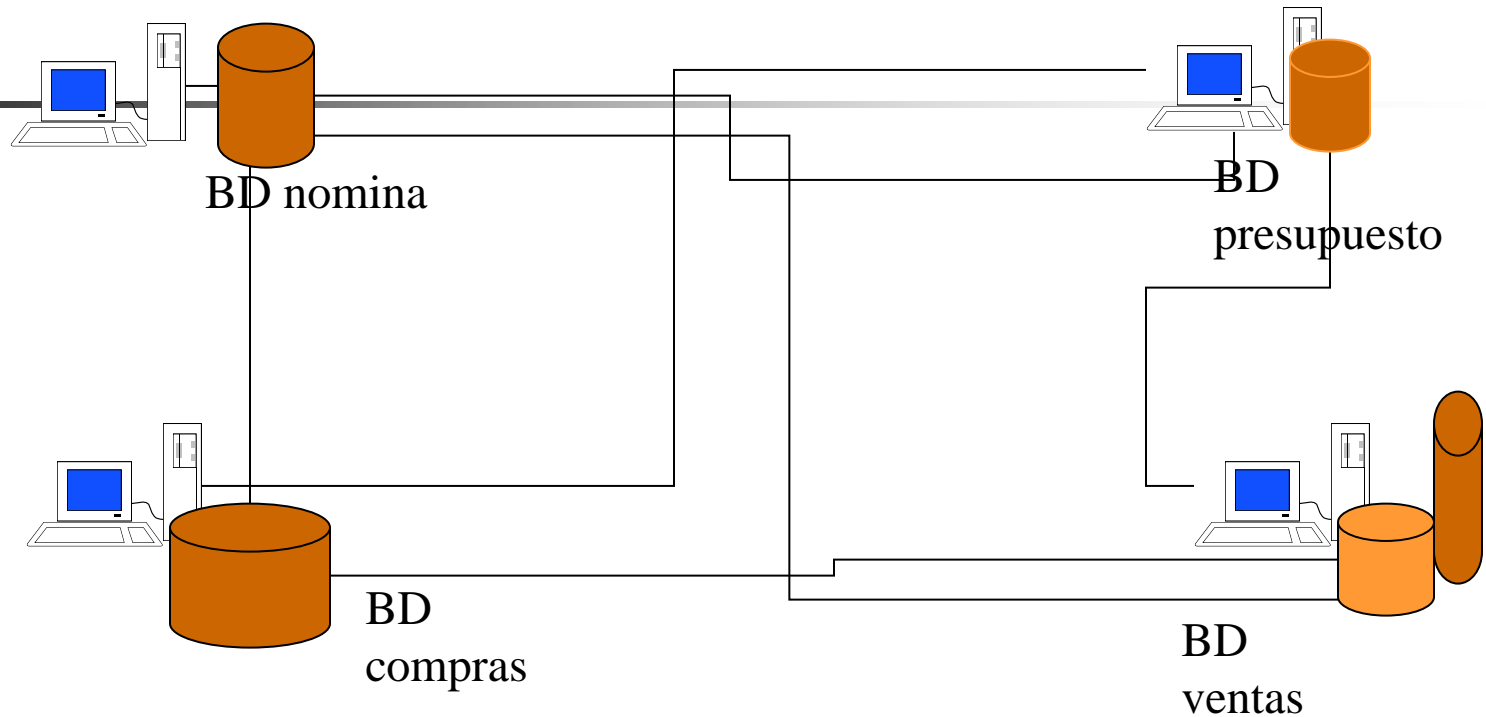 BD nomina
BD
presupuesto
BD
compras
BD
ventas